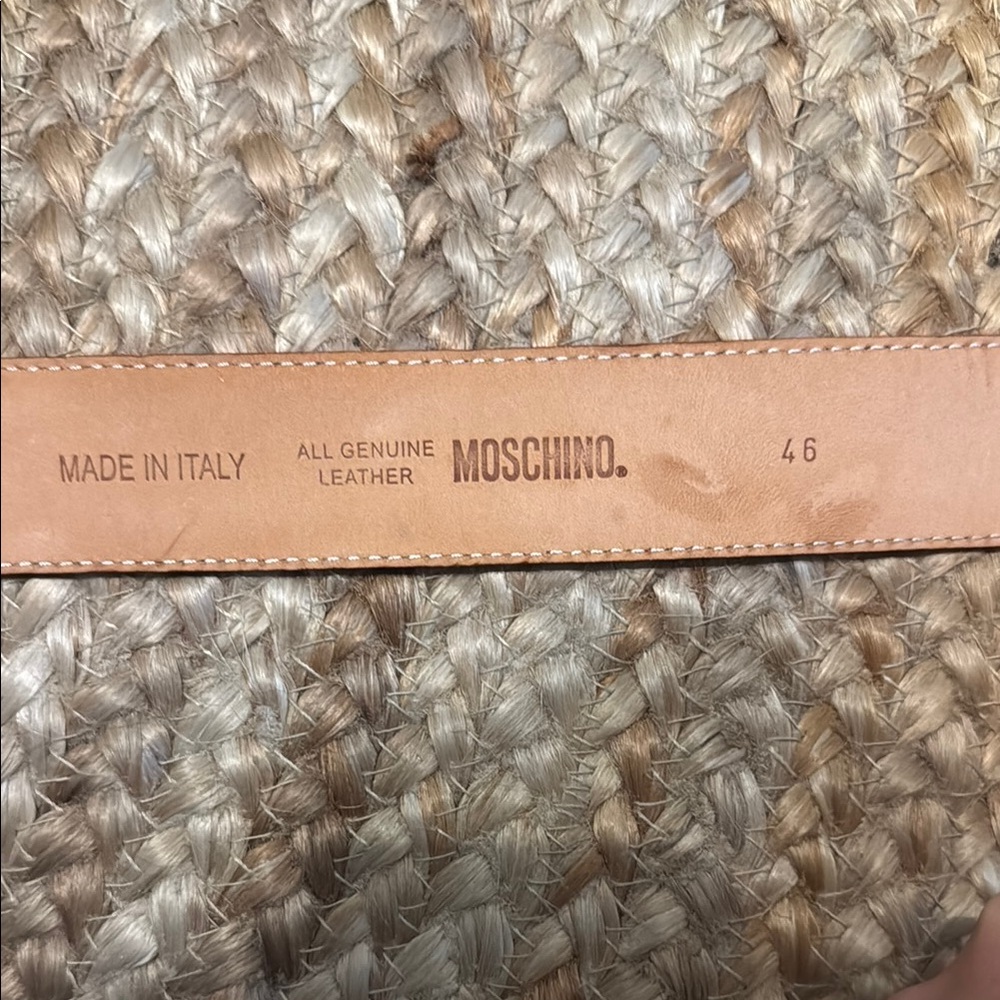 MADE IN ITALY
ALL GENUINE
LEATHER
MOSCHINO.®
46